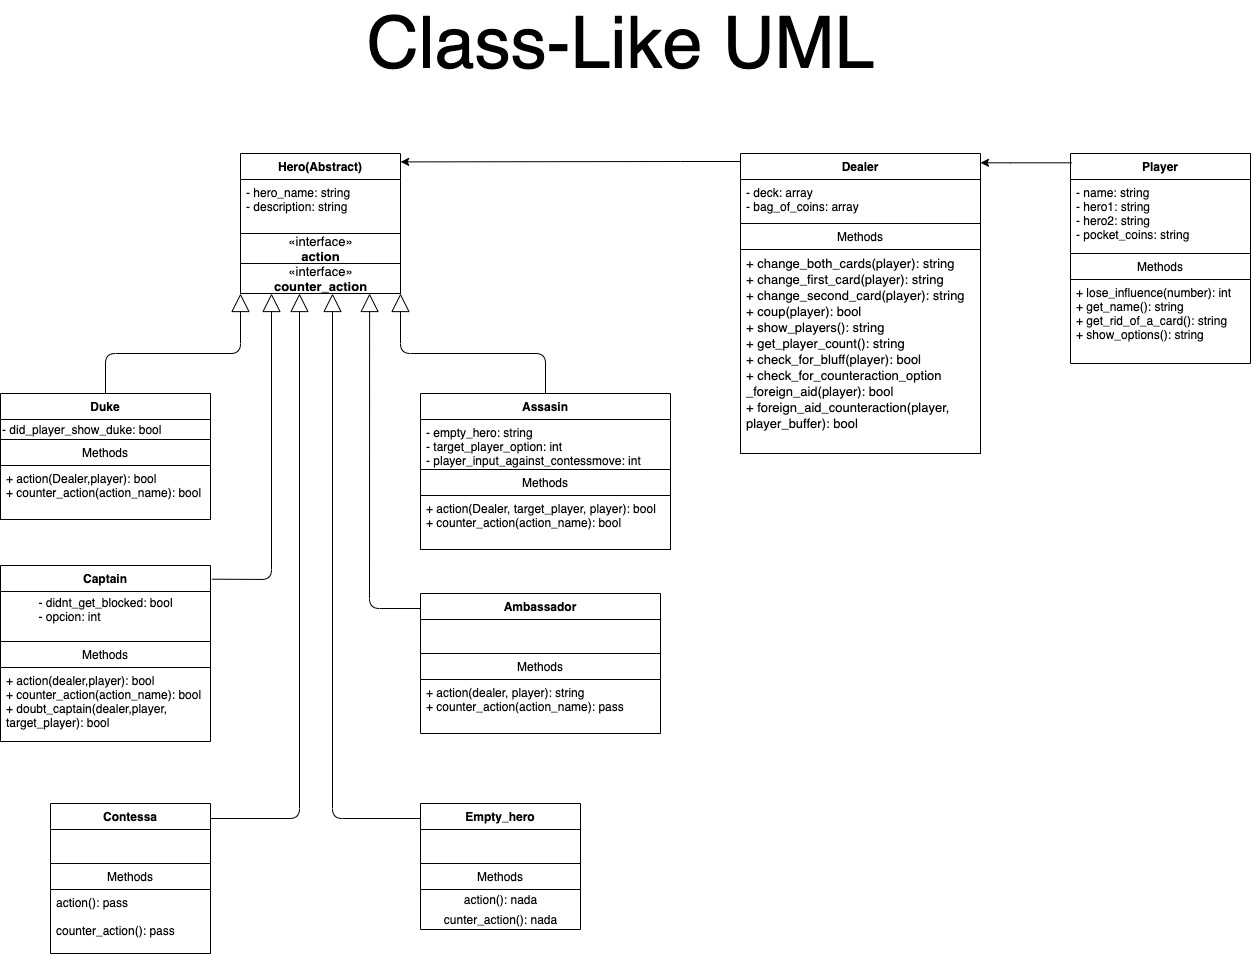 Class-Like UML
Hero(Abstract)
- hero_name: string
- description: string
«interface»
action
«interface»
counter_action
Dealer
- deck: array
- bag_of_coins: array
Methods
+ change_both_cards(player): string
+ change_first_card(player): string
+ change_second_card(player): string
+ coup(player): bool
+ show_players(): string
+ get_player_count(): string
+ check_for_bluff(player): bool
+ check_for_counteraction_option
_foreign_aid(player): bool
+ foreign_aid_counteraction(player,
player_buffer): bool
Player
- name: string
- hero1: string
- hero2: string
- pocket_coins: string
Methods
+ lose_influence(number): int
+ get_name(): string
+ get_rid_of_a_card(): string
+ show_options(): string
Duke
- did_player_show_duke: bool
Methods
+ action(Dealer,player): bool
+ counter_action(action_name): bool
Assasin
- empty_hero: string
- target_player_option: int
- player_input_against_contessmove: int
Methods
+ action(Dealer, target_player, player): bool
+ counter_action(action_name): bool
Captain
- didnt_get_blocked: bool
- opcion: int
Methods
+ action(dealer,player): bool
+ counter_action(action_name): bool
+ doubt_captain(dealer,player,
target_player): bool
Ambassador
Methods
+ action(dealer, player): string
+ counter_action(action_name): pass
Contessa
Methods
action(): pass
counter_action(): pass
Empty_hero
Methods
action(): nada
cunter_action(): nada